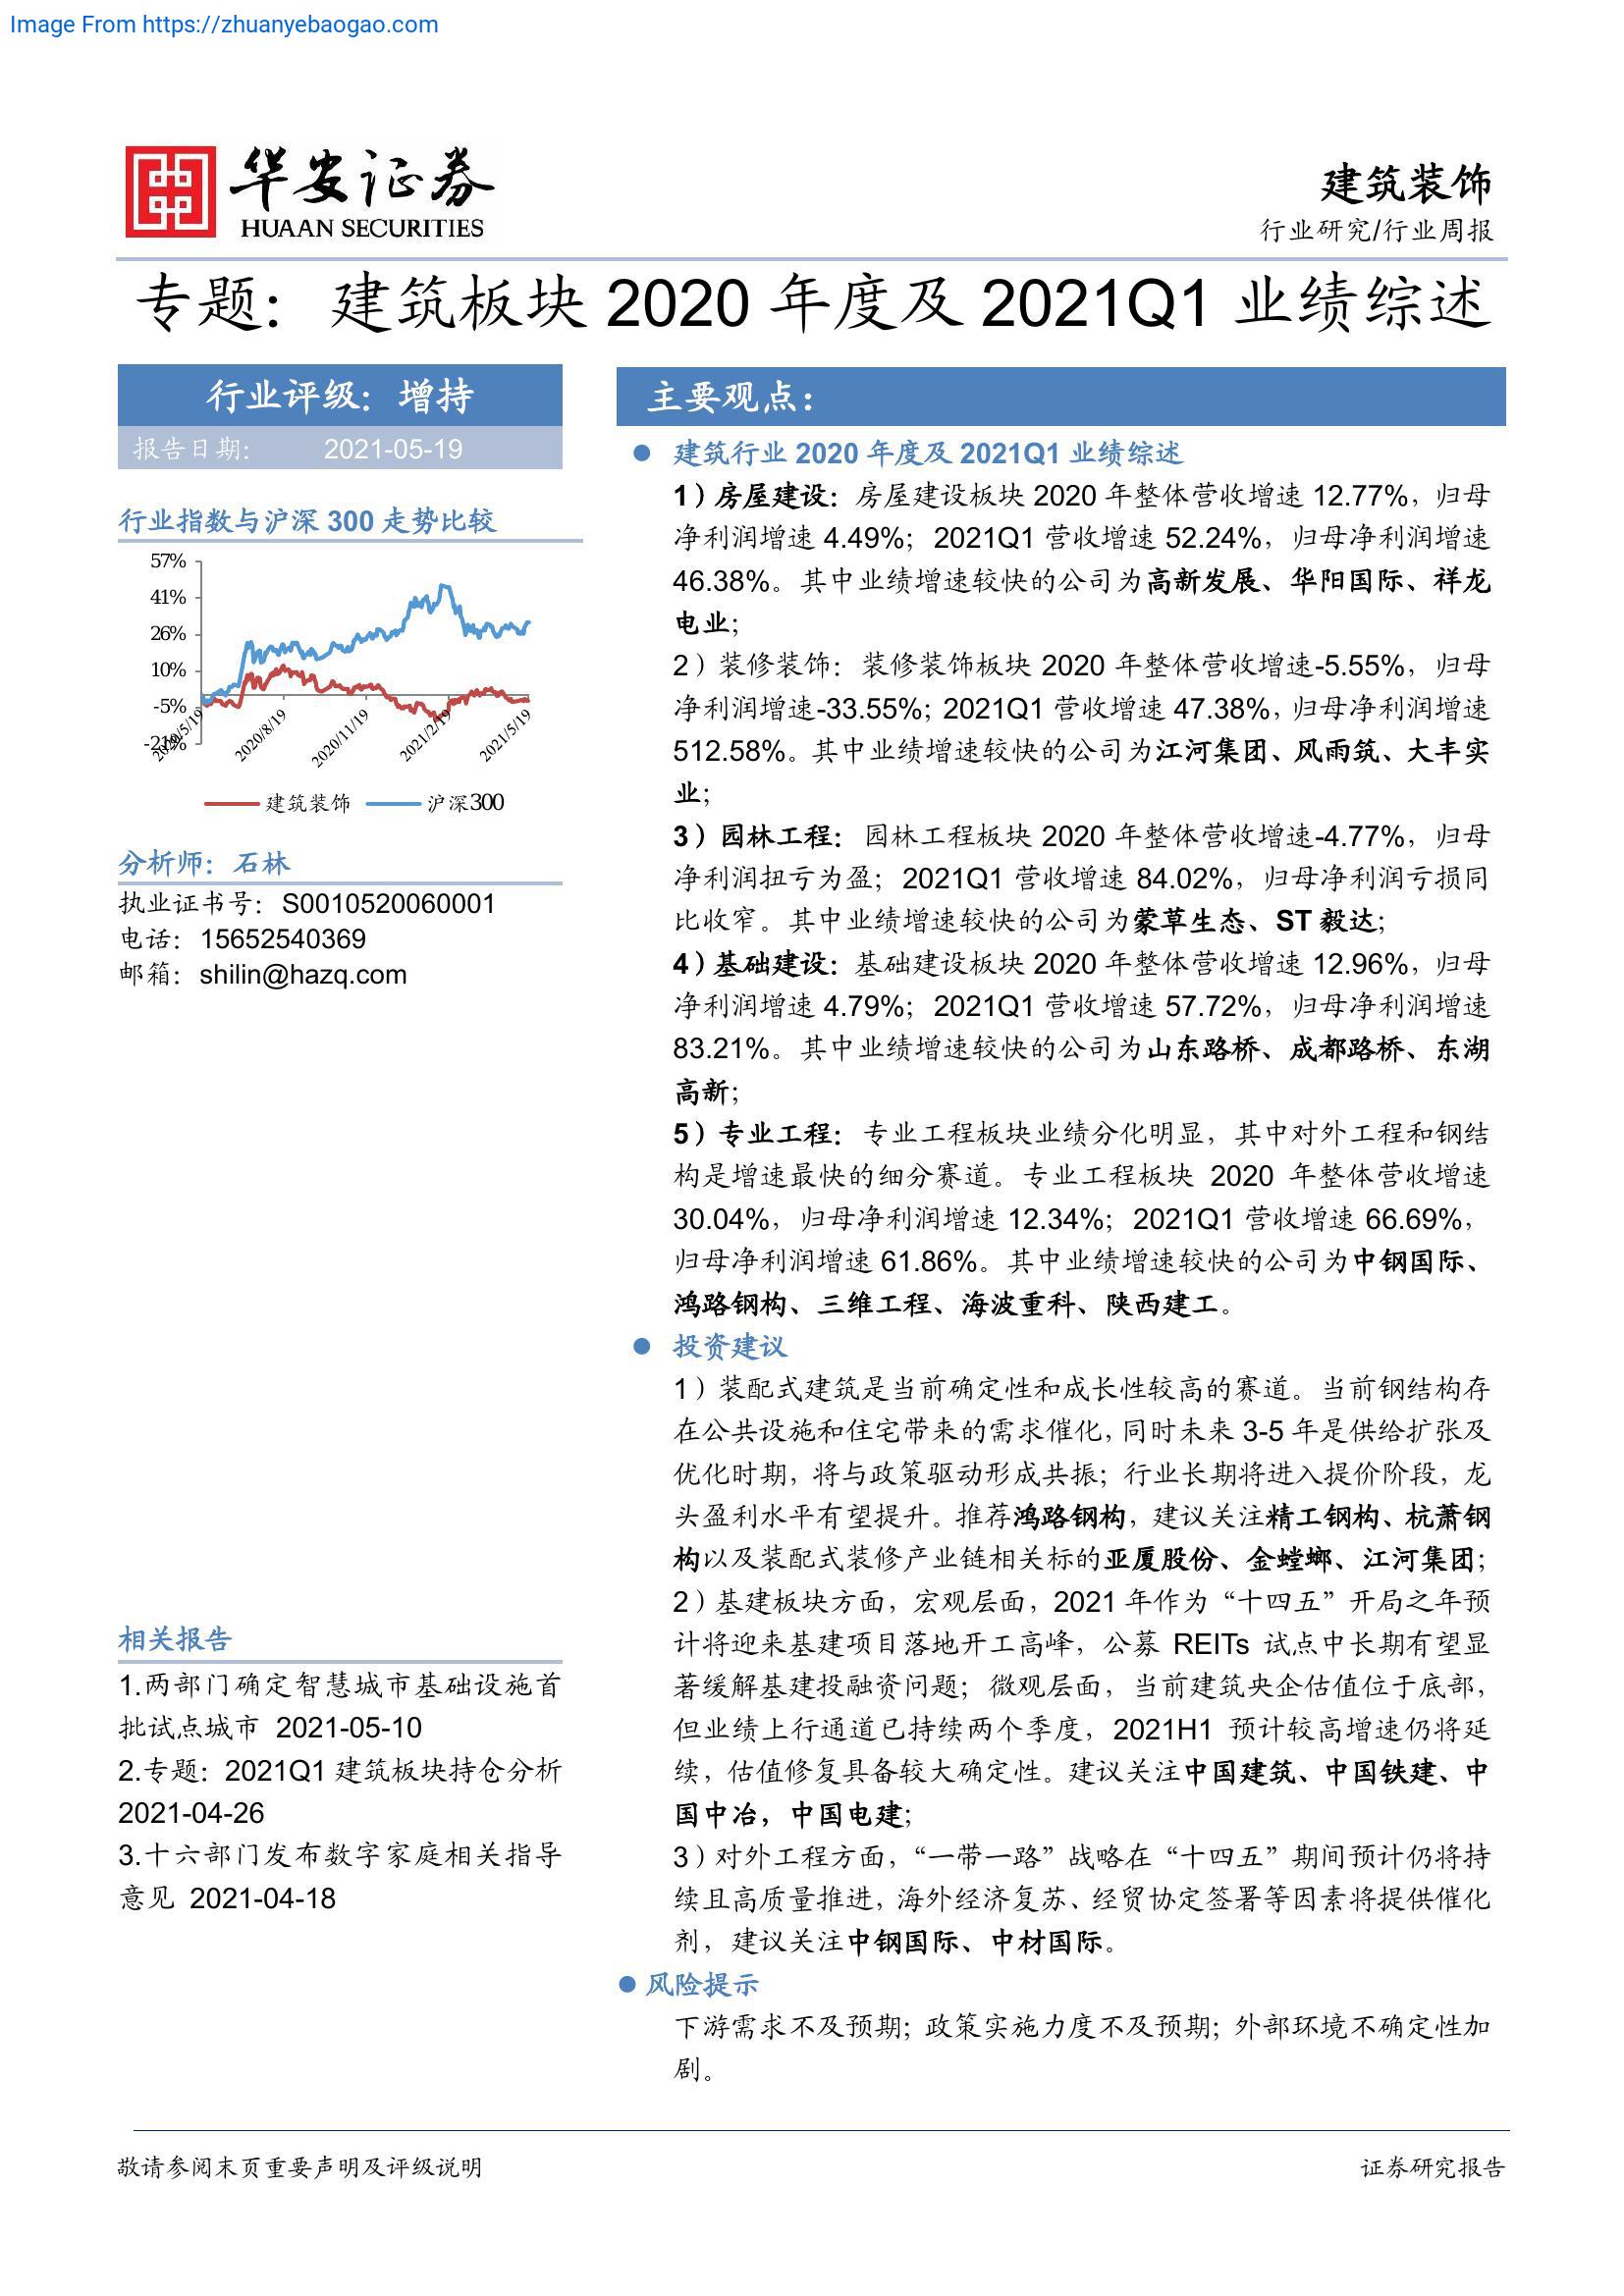 Image From https://zhuanyebaogao.com
华安证券
HUAAN SECURITIES
建筑装饰
行业研究/行业周报
专题：建筑板块 2020 年度及 2021Q1 业绩综述
行业评级：增持
报告日期： 2021-05-19
行业指数与沪深 300 走势比较
57%
41%
26%
10%
-5%
-21%
2020/5/19
2020/8/19
2020/11/19
2021/2/19
2021/5/19
建筑装饰 沪深300
分析师：石林
执业证书号：S0010520060001
电话：15652540369
邮箱：shilin@hazq.com
相关报告
1.两部门确定智慧城市基础设施首
批试点城市 2021-05-10
2.专题：2021Q1 建筑板块持仓分析
2021-04-26
3.十六部门发布数字家庭相关指导
意见 2021-04-18
主要观点：
建筑行业 2020 年度及 2021Q1 业绩综述
1）房屋建设：房屋建设板块 2020 年整体营收增速 12.77%，归母
净利润增速 4.49%；2021Q1 营收增速 52.24%，归母净利润增速
46.38%。其中业绩增速较快的公司为高新发展、华阳国际、祥龙
电业；
2）装修装饰：装修装饰板块 2020 年整体营收增速-5.55%，归母
净利润增速-33.55%；2021Q1 营收增速 47.38%，归母净利润增速
512.58%。其中业绩增速较快的公司为江河集团、风雨筑、大丰实
业；
3）园林工程：园林工程板块 2020 年整体营收增速-4.77%，归母
净利润扭亏为盈；2021Q1 营收增速 84.02%，归母净利润亏损同
比收窄。其中业绩增速较快的公司为蒙草生态、ST 毅达；
4）基础建设：基础建设板块 2020 年整体营收增速 12.96%，归母
净利润增速 4.79%；2021Q1 营收增速 57.72%，归母净利润增速
83.21%。其中业绩增速较快的公司为山东路桥、成都路桥、东湖
高新；
5）专业工程：专业工程板块业绩分化明显，其中对外工程和钢结
构是增速最快的细分赛道。专业工程板块 2020 年整体营收增速
30.04%，归母净利润增速 12.34%；2021Q1 营收增速 66.69%，
归母净利润增速 61.86%。其中业绩增速较快的公司为中钢国际、
鸿路钢构、三维工程、海波重科、陕西建工。
投资建议
1）装配式建筑是当前确定性和成长性较高的赛道。当前钢结构存
在公共设施和住宅带来的需求催化，同时未来 3-5 年是供给扩张及
优化时期，将与政策驱动形成共振；行业长期将进入提价阶段，龙
头盈利水平有望提升。推荐鸿路钢构，建议关注精工钢构、杭萧钢
构以及装配式装修产业链相关标的亚厦股份、金螳螂、江河集团；
2）基建板块方面，宏观层面，2021 年作为“十四五”开局之年预
计将迎来基建项目落地开工高峰，公募 REITs 试点中长期有望显
著缓解基建投融资问题；微观层面，当前建筑央企估值位于底部，
但业绩上行通道已持续两个季度，2021H1 预计较高增速仍将延
续，估值修复具备较大确定性。建议关注中国建筑、中国铁建、中
国中冶，中国电建；
3）对外工程方面，“一带一路”战略在“十四五”期间预计仍将持
续且高质量推进，海外经济复苏、经贸协定签署等因素将提供催化
剂，建议关注中钢国际、中材国际。
风险提示
下游需求不及预期；政策实施力度不及预期；外部环境不确定性加
剧。
敬请参阅末页重要声明及评级说明
证券研究报告